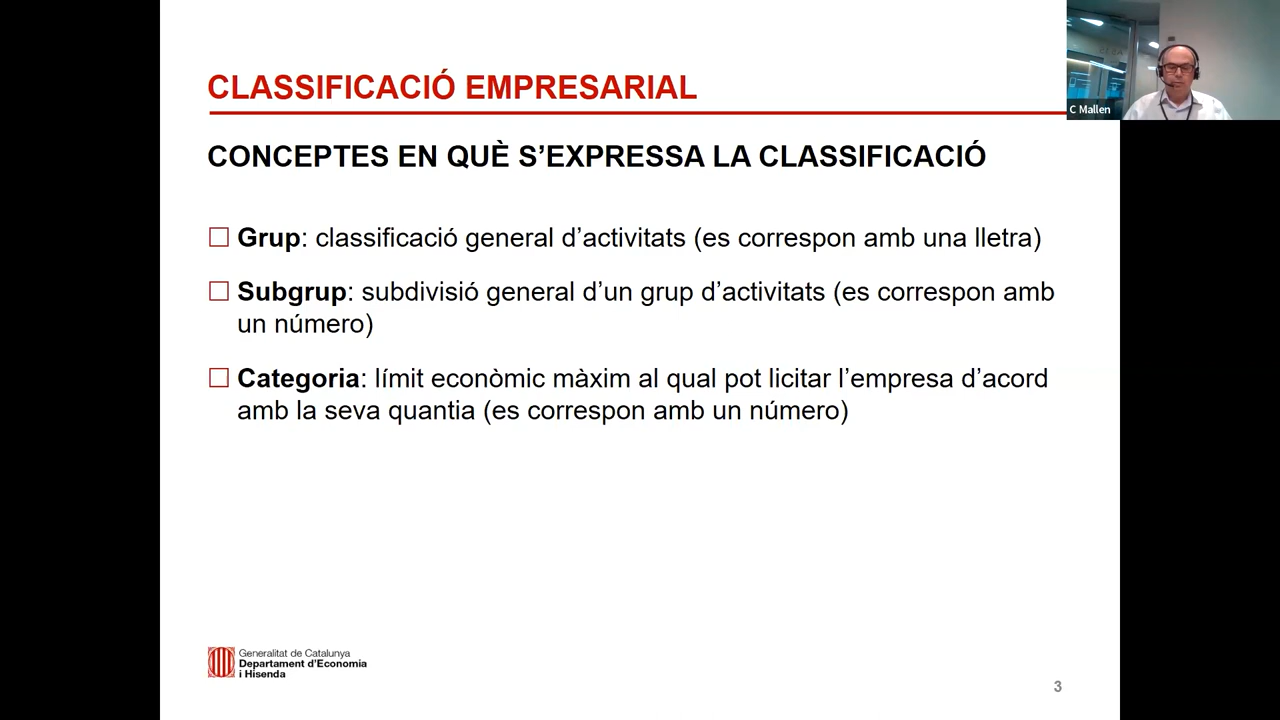 CLASSIFICACIÓ EMPRESARIAL
C Mallen
CONCEPTES EN QUÈ S’EXPRESSA LA CLASSIFICACIÓ
Grup: classificació general d’activitats (es correspon amb una lletra)
Subgrup: subdivisió general d’un grup d’activitats (es correspon amb
un número)
Categoria: límit econòmic màxim al qual pot licitar l’empresa d’acord
amb la seva quantia (es correspon amb un número)
Generalitat de Catalunya
Departament d’Economia
i Hisenda
3